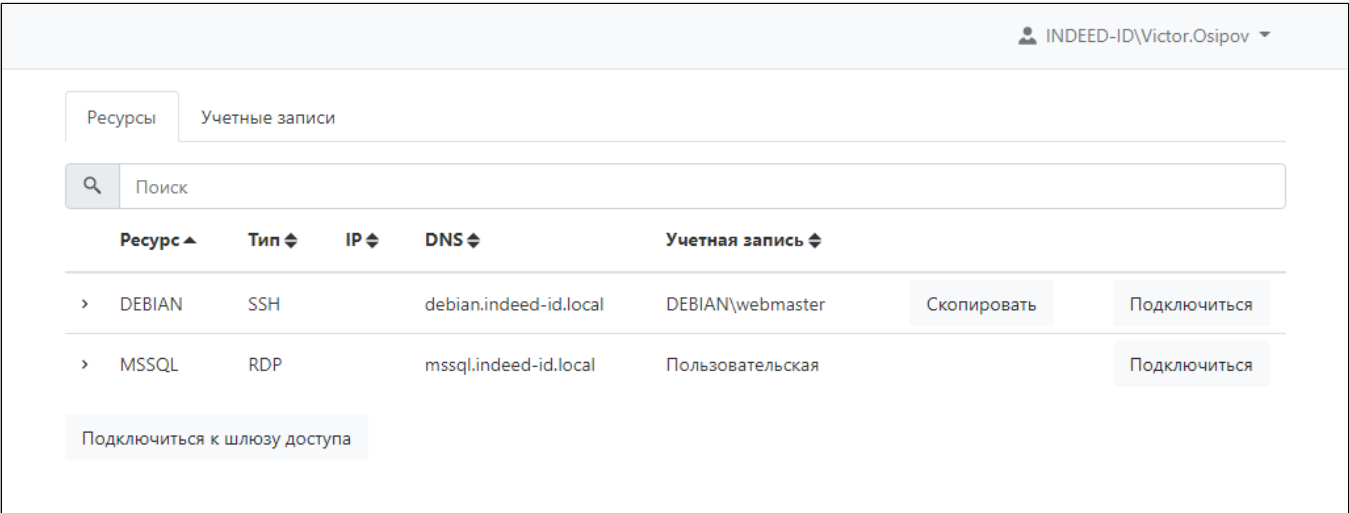 INDEED-ID\Victor.Osipov
Ресурсы Учетные записи
Поиск
Ресурс Тип IP DNS Учетная запись
DEBIAN SSH debian.indeed-id.local DEBIAN\webmaster Скопировать Подключиться
MSSQL RDP mssql.indeed-id.local Пользовательская Подключиться
Подключиться к шлюзу доступа